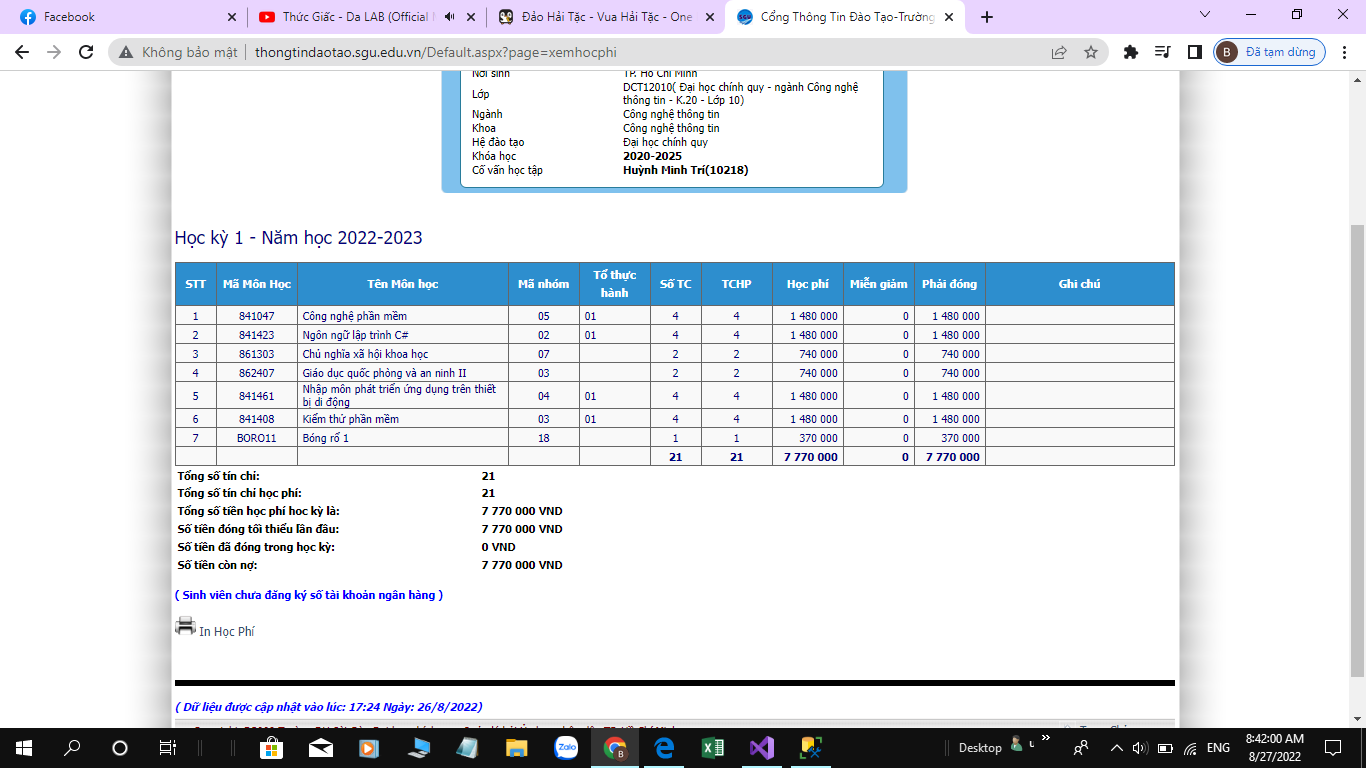 Facebook
Thức Giấc - Da LAB (Official M
Đảo Hải Tặc - Vua Hải Tặc - One
Cổng Thông Tin Đào Tạo-Trường
Không bảo mật | thongtindaotao.sgu.edu.vn/Default.aspx?page=xemhocphi
B Đã tạm dừng
Nơi sinh TP. Hồ Chí Minh
Lớp DCT12010( Đại học chính quy - ngành Công nghệ
thông tin - K.20 - Lớp 10)
Ngành Công nghệ thông tin
Khoa Công nghệ thông tin
Hệ đào tạo Đại học chính quy
Khóa học 2020-2025
Cố vấn học tập Huỳnh Minh Trí(10218)
Học kỳ 1 - Năm học 2022-2023
STT Mã Môn Học Tên Môn học Mã nhóm Tổ thực hành Số TC TCHP Học phí Miễn giảm Phải đóng Ghi chú
1 841047 Công nghệ phần mềm 05 01 4 4 1 480 000 0 1 480 000
2 841423 Ngôn ngữ lập trình C# 02 01 4 4 1 480 000 0 1 480 000
3 861303 Chủ nghĩa xã hội khoa học 07 2 2 740 000 0 740 000
4 862407 Giáo dục quốc phòng và an ninh II 03 2 2 740 000 0 740 000
5 841461 Nhập môn phát triển ứng dụng trên thiết bị di động 04 01 4 4 1 480 000 0 1 480 000
6 841408 Kiểm thử phần mềm 03 01 4 4 1 480 000 0 1 480 000
7 BORO11 Bóng rổ 1 18 1 1 370 000 0 370 000
21 21 7 770 000 0 7 770 000
Tổng số tín chỉ: 21
Tổng số tín chỉ học phí: 21
Tổng số tiền học phí học kỳ là: 7 770 000 VND
Số tiền đóng tối thiểu lần đầu: 7 770 000 VND
Số tiền đã đóng trong học kỳ: 0 VND
Số tiền còn nợ: 7 770 000 VND
( Sinh viên chưa đăng ký số tài khoản ngân hàng )
In Học Phí
( Dữ liệu được cập nhật vào lúc: 17:24 Ngày: 26/8/2022)
Zalo
B
Desktop
ENG
8:42:00 AM
8/27/2022